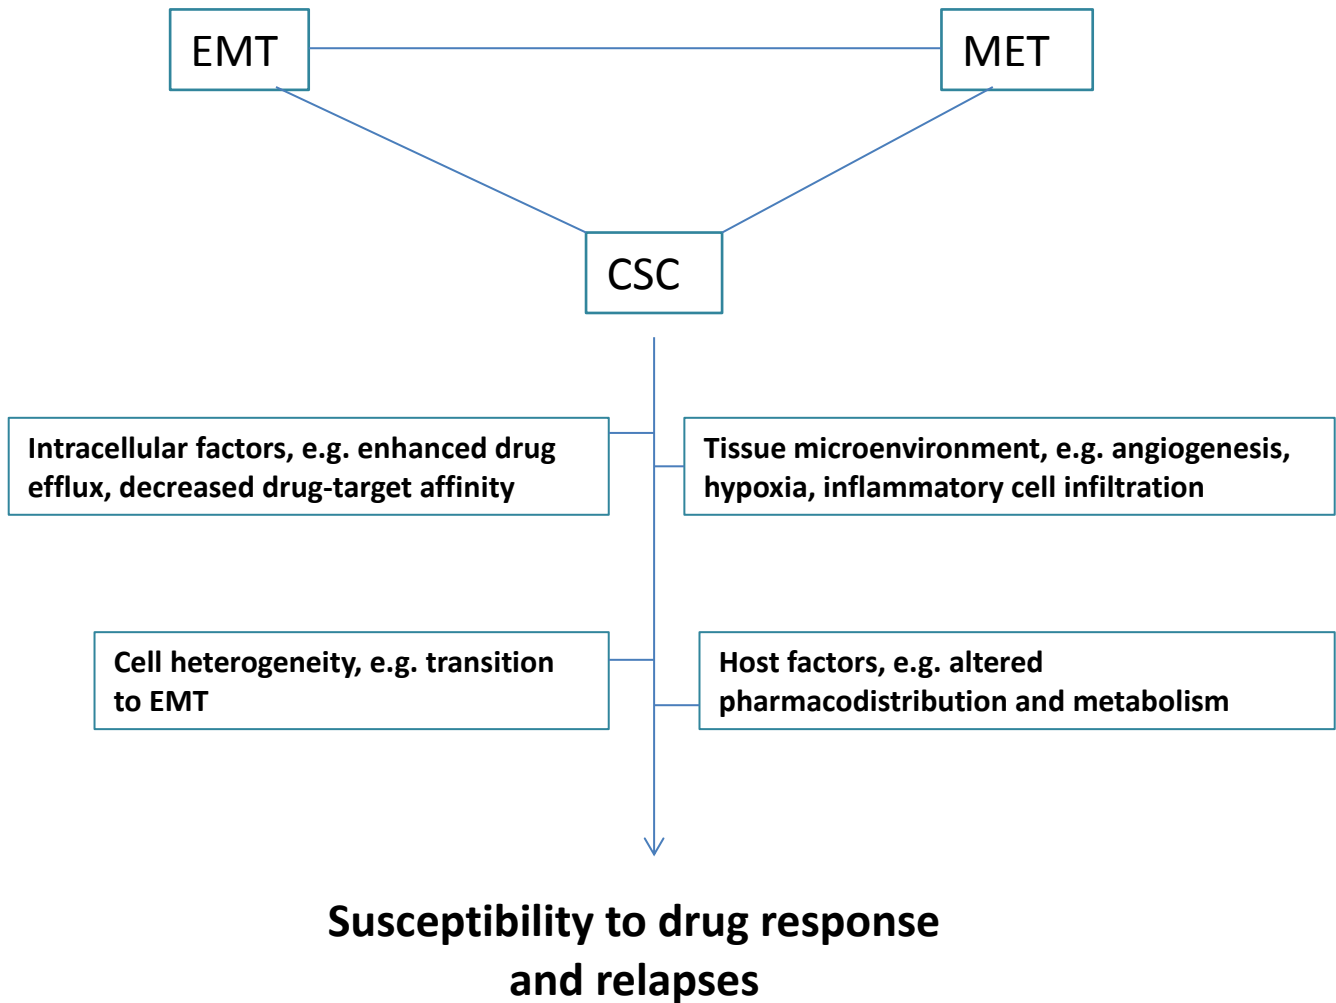 EMT
MET
CSC
Intracellular factors, e.g. enhanced drug
efflux, decreased drug-target affinity
Tissue microenvironment, e.g. angiogenesis,
hypoxia, inflammatory cell infiltration
Cell heterogeneity, e.g. transition
to EMT
Host factors, e.g. altered
pharmacodistribution and metabolism
Susceptibility to drug response
and relapses